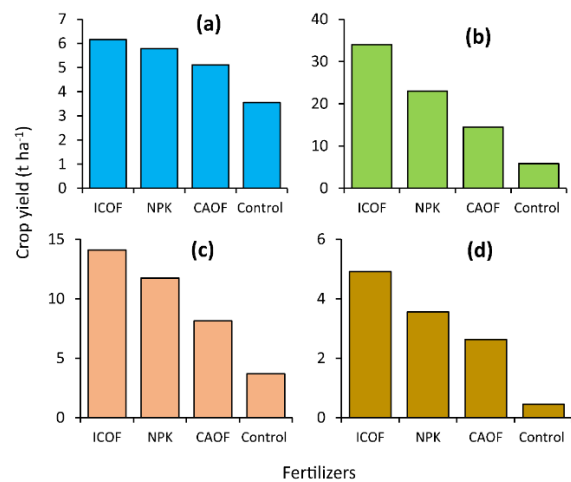 Crop yield (t ha⁻¹)
(a)
7
6
5
4
3
2
1
0
ICOF NPK CAOF Control
(b)
40
30
20
10
0
ICOF NPK CAOF Control
(c)
15
10
5
0
ICOF NPK CAOF Control
(d)
6
4
2
0
ICOF NPK CAOF Control
Fertilizers